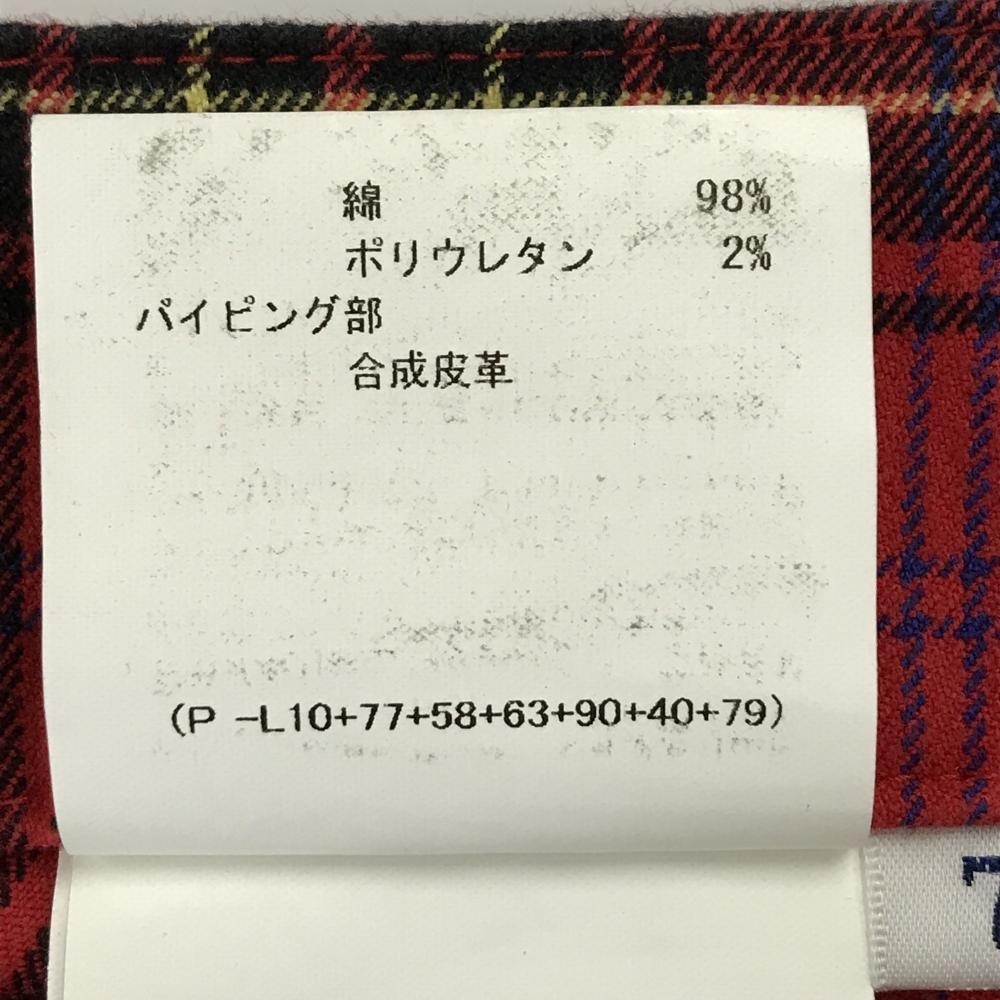 綿 98%
ポリウレタン 2%
パイピング部
合成皮革
(P -L10+77+58+63+90+40+79)
7